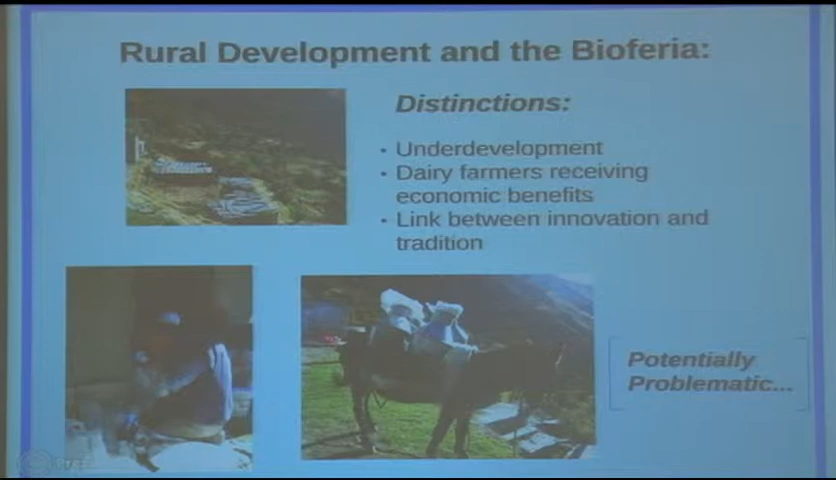 Rural Development and the Bioferia:
Distinctions:
• Underdevelopment
• Dairy farmers receiving
economic benefits
• Link between innovation and
tradition
Potentially
Problematic...